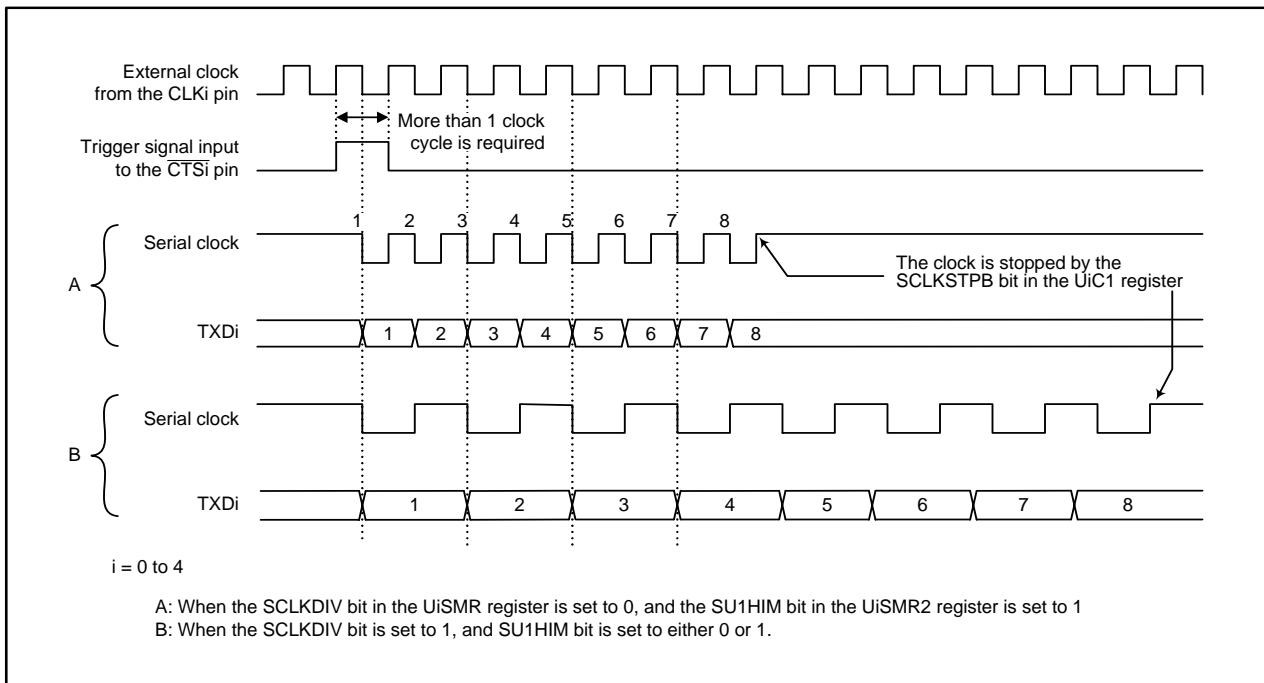 External clock
from the CLKi pin
More than 1 clock
cycle is required
Trigger signal input
to the CTSi pin
1 2 3 4 5 6 7 8
Serial clock
The clock is stopped by the
SCLKSTPB bit in the UiC1 register
A
TXDi
1 2 3 4 5 6 7 8
Serial clock
B
TXDi
1 2 3 4 5 6 7 8
i = 0 to 4
A: When the SCLKDIV bit in the UiSMR register is set to 0, and the SU1HIM bit in the UiSMR2 register is set to 1
B: When the SCLKDIV bit is set to 1, and SU1HIM bit is set to either 0 or 1.